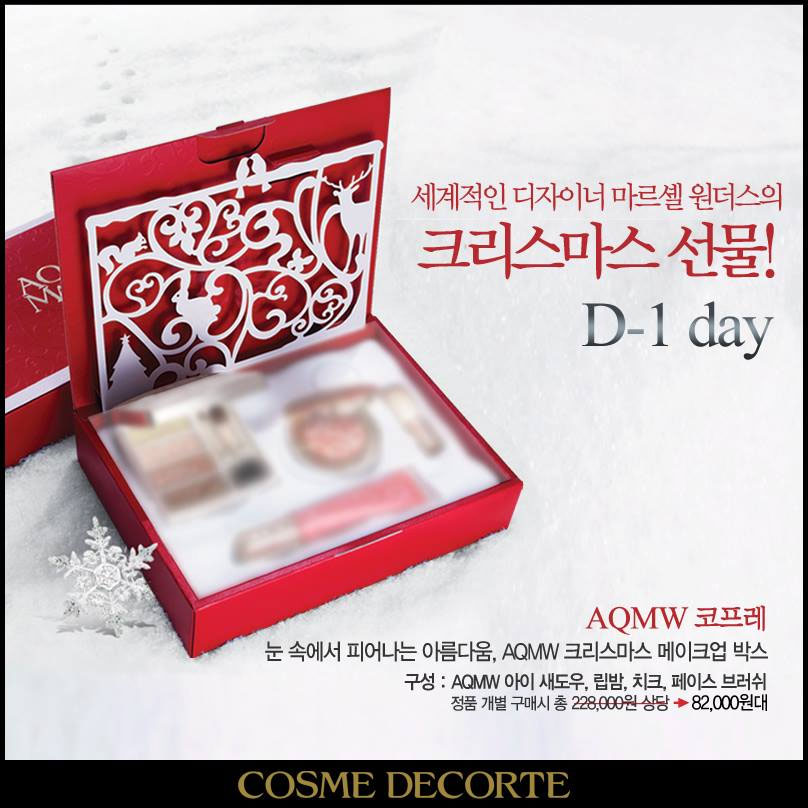 AQ
MW
세계적인 디자이너 마르셀 원더스의
크리스마스 선물!
D-1 day
AQMW 코프레
눈 속에서 피어나는 아름다움, AQMW 크리스마스 메이크업 박스
구성 : AQMW 아이 섀도우, 립밤, 치크, 페이스 브러쉬
정품 개별 구매시 총 228,000원 상당 → 82,000원대
COSME DECORTE